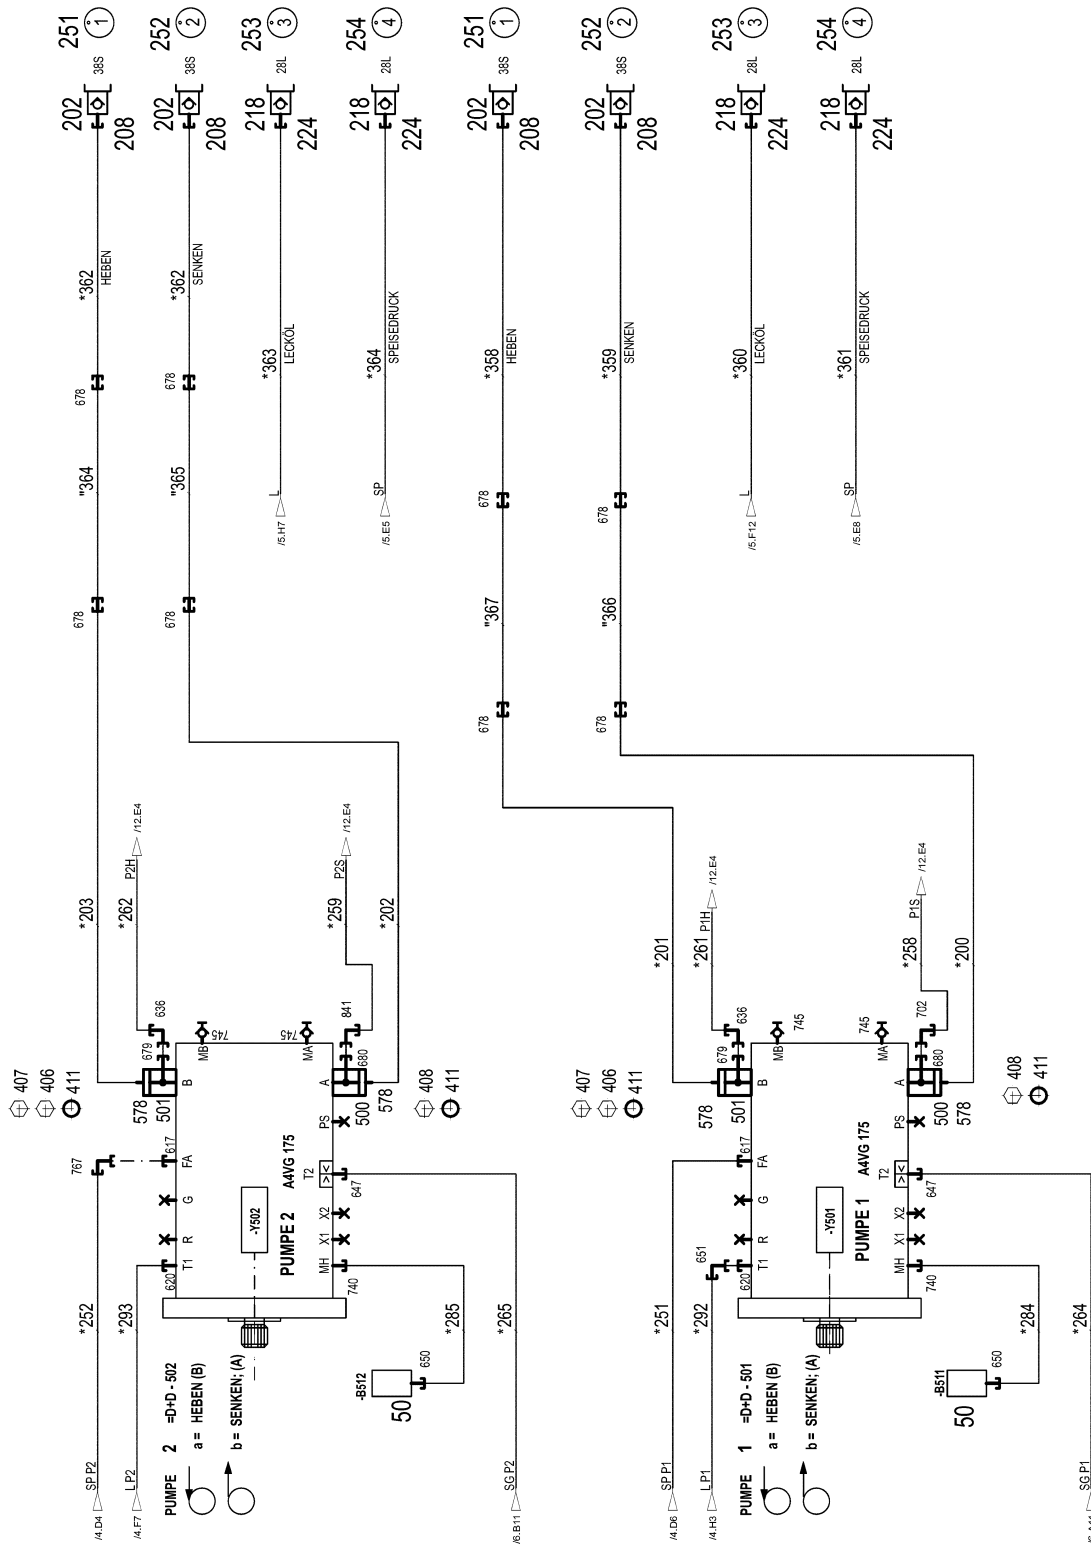 251 1
252 2
253 3
254 4
251 1
252 2
253 3
254 4
38S
38S
28L
28L
38S
38S
28L
28L
202
202
218
218
202
202
218
218
208
208
224
224
208
208
224
224
*362
HEBEN
*362
SENKEN
*363
LECKÖL
*364
SPEISEDRUCK
*358
HEBEN
*359
SENKEN
*360
LECKÖL
*361
SPEISEDRUCK
678
678
"364
"365
L
/5.H7
SP
/5.E5
678
678
L
/5.F12
SP
/5.E8
678
678
"367
"366
678
678
/12.E4
P2H
/12.E4
P2S
*203
*262
*259
*202
/12.E4
P1H
/12.E4
P1S
*201
*261
*258
*200
407
406
411
578
501
679
636
B
MB
745
745
MA
841
680
A
500
578
408
411
767
617
FA
G
R
T1
620
A4VG 175
-Y502
PUMPE 2
PS
T2
> <
647
X2
X1
MH
740
*252
*293
*285
*265
-B512
650
50
PUMPE 2 =D+D - 502
a = HEBEN (B)
b = SENKEN; (A)
SP P2
/4.D4
L P2
/4.F7
SG P2
/6.B11
407
406
411
578
501
679
636
B
MB
745
745
MA
702
680
A
500
578
408
411
617
FA
G
R
T1
651
620
A4VG 175
-Y501
PUMPE 1
PS
T2
> <
647
X2
X1
MH
740
*251
*292
*284
*264
-B511
650
50
PUMPE 1 =D+D - 501
a = HEBEN (B)
b = SENKEN; (A)
SP P1
/4.D6
L P1
/4.H3
SG P1